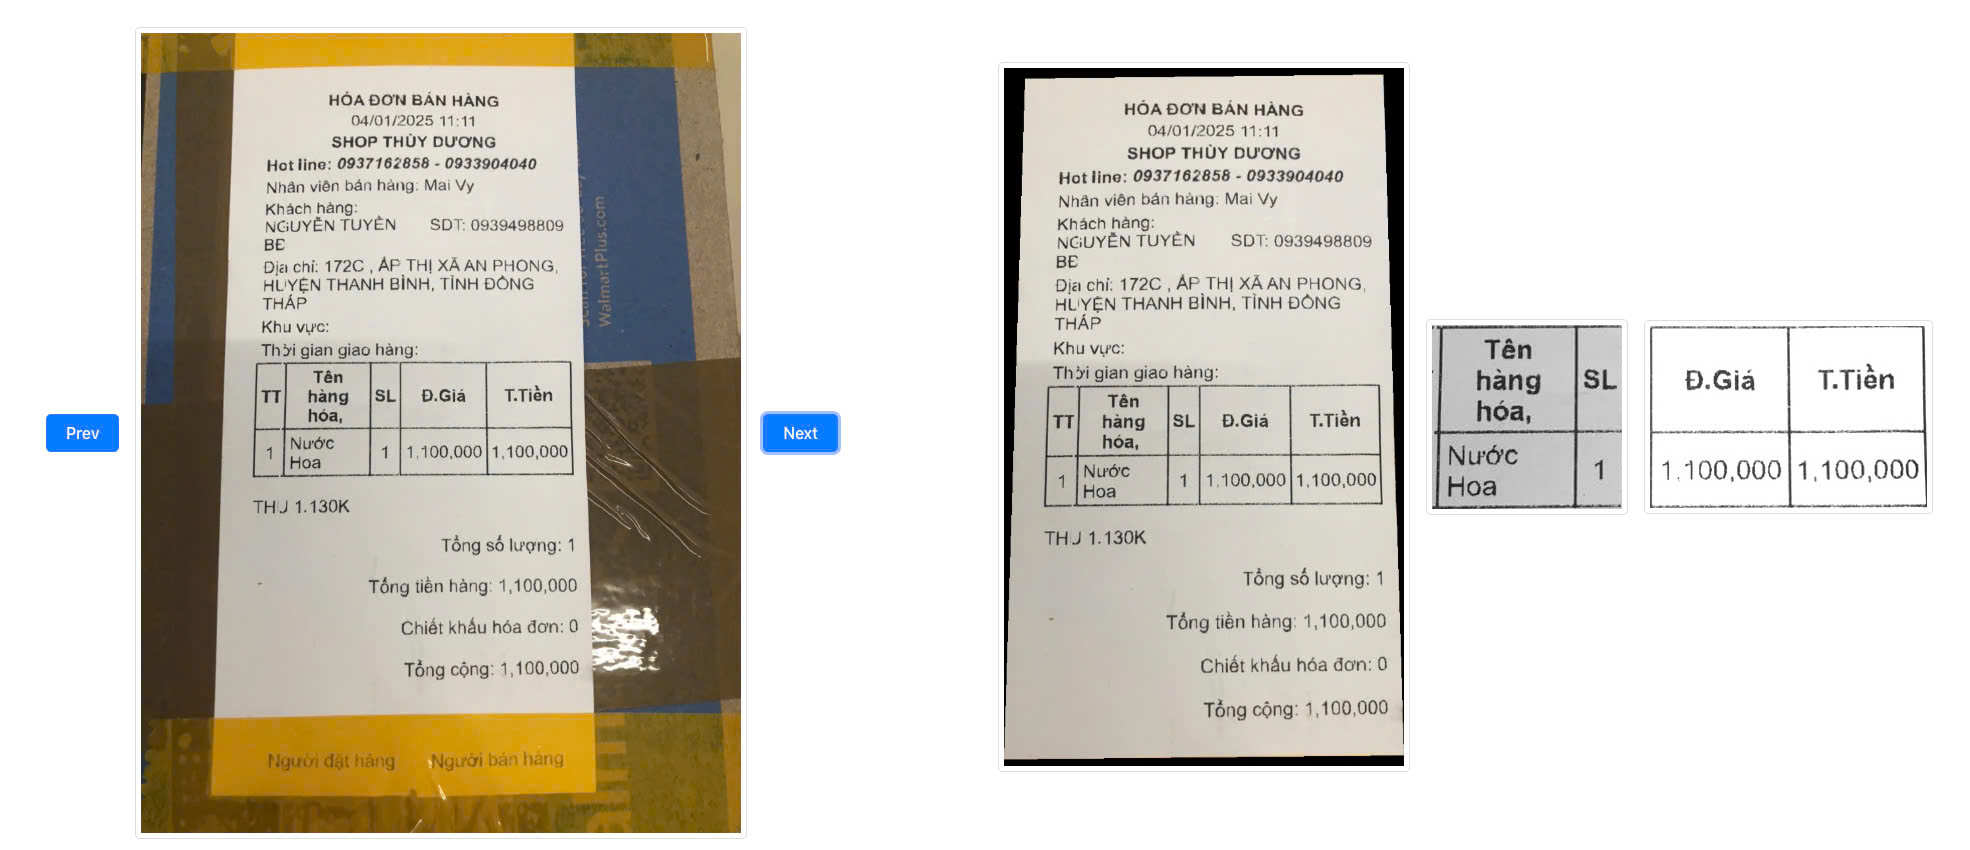 Prev
HÓA ĐƠN BÁN HÀNG
04/01/2025 11:11
SHOP THÙY DƯƠNG
Hot line: 0937162858 - 0933904040
Nhân viên bán hàng: Mai Vy
Khách hàng:
NGUYỄN TUYỀN SDT: 0939498809
BÉ
Địa chỉ: 172C , ẤP THỊ XÃ AN PHONG,
HUYỆN THANH BÌNH, TỈNH ĐỒNG
THÁP
Khu vực:
Thời gian giao hàng:
TT Tên hàng hóa, SL Đ.Giá T.Tiền
1 Nước Hoa 1 1,100,000 1,100,000
THU 1.130K
Tổng số lượng: 1
Tổng tiền hàng: 1,100,000
Chiết khấu hóa đơn: 0
Tổng cộng: 1,100,000
Người đặt hàng Người bán hàng
WalmartPlus.com
Next
HÓA ĐƠN BÁN HÀNG
04/01/2025 11:11
SHOP THÙY DƯƠNG
Hot line: 0937162858 - 0933904040
Nhân viên bán hàng: Mai Vy
Khách hàng:
NGUYỄN TUYỀN SDT: 0939498809
BÉ
Địa chỉ: 172C , ẤP THỊ XÃ AN PHONG,
HUYỆN THANH BÌNH, TỈNH ĐỒNG
THÁP
Khu vực:
Thời gian giao hàng:
TT Tên hàng hóa, SL Đ.Giá T.Tiền
1 Nước Hoa 1 1,100,000 1,100,000
THU 1.130K
Tổng số lượng: 1
Tổng tiền hàng: 1,100,000
Chiết khấu hóa đơn: 0
Tổng cộng: 1,100,000
Tên hàng hóa, SL
Nước Hoa 1
Đ.Giá T.Tiền
1,100,000 1,100,000